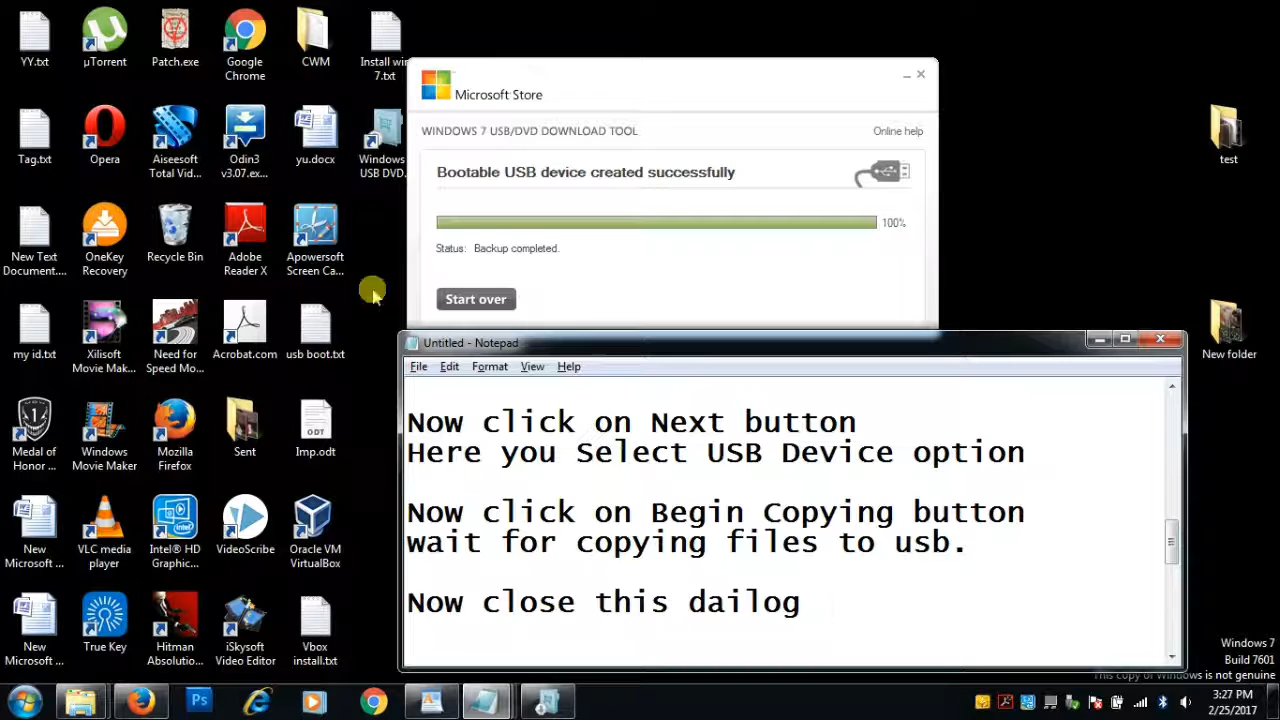 YY.txt
µTorrent
Patch.exe
Google
Chrome
CWM
Install win
7.txt
Tag.txt
Opera
Aiseesoft
Total Vid...
Odin3
v3.07.ex...
yu.docx
Windows
USB DVD...
New Text
Document....
OneKey
Recovery
Recycle Bin
Adobe
Reader X
Apowersoft
Screen Ca...
my id.txt
Xilisoft
Movie Mak...
Need for
Speed Mo...
Acrobat.com
usb boot.txt
Medal of
Honor ...
Windows
Movie Maker
Mozilla
Firefox
Sent
ODT
Imp.odt
New
Microsoft ...
VLC media
player
Intel® HD
Graphic...
VideoScribe
Oracle VM
VirtualBox
New
Microsoft ...
True Key
Hitman
Absolutio...
iSkysoft
Video Editor
Vbox
install.txt
Microsoft Store
WINDOWS 7 USB/DVD DOWNLOAD TOOL
Online help
Bootable USB device created successfully
100%
Status: Backup completed.
Start over
Untitled - Notepad
File Edit Format View Help
Now click on Next button
Here you Select USB Device option
Now click on Begin Copying button
wait for copying files to usb.
Now close this dailog
test
New folder
Windows 7
Build 7601
This copy of Windows is not genuine
Ps
3:27 PM
2/25/2017